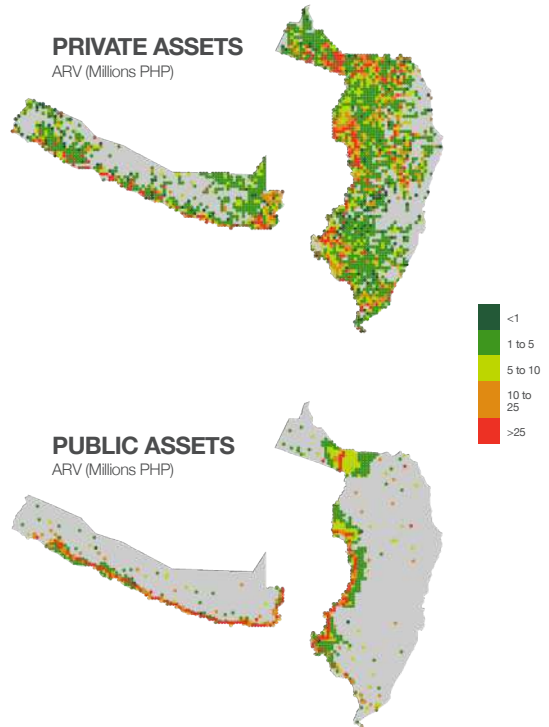 PRIVATE ASSETS
ARV (Millions PHP)
<1
1 to 5
5 to 10
10 to
25
>25
PUBLIC ASSETS
ARV (Millions PHP)